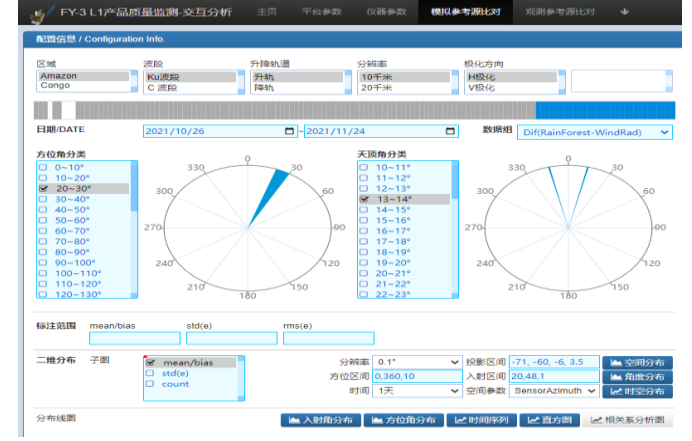 FY-3 L1产品质量监测-交互分析 主页 平台参数 仪器参数 模拟参考源比对 观测参考源比对
配置信息 / Configuration Info.
区域 波段 升降轨道 分辨率 极化方向
Amazon Ku波段 升轨 10千米 H极化
Congo C 波段 降轨 20千米 V极化
日期/DATE 2021/10/26 - 2021/11/24 数据组 Dif(RainForest-WindRad)
方位角分类 天顶角分类
0~10° 10~11°
10~20° 11~12°
20~30° 12~13°
30~40° 13~14°
40~50° 14~15°
50~60° 15~16°
60~70° 16~17°
70~80° 17~18°
80~90° 18~19°
90~100° 19~20°
100~110° 20~21°
110~120° 21~22°
120~130° 22~23°
0 30 60 90 120 150 180 210 240 270 300 330
0 30 60 90 120 150 180 210 240 270 300 330
标注范围 mean/bias std(e) rms(e)
二维分布 子图 mean/bias 分辨率 0.1° 投影区间 -71, -60, -6, 3.5 空间分布
std(e) 方位区间 0,360,10 入射区间 20,48,1 角度分布
count 时间 1天 空间参数 SensorAzimuth 时空分布
分布线图 入射角分布 方位角分布 时间序列 直方图 相关系分析图